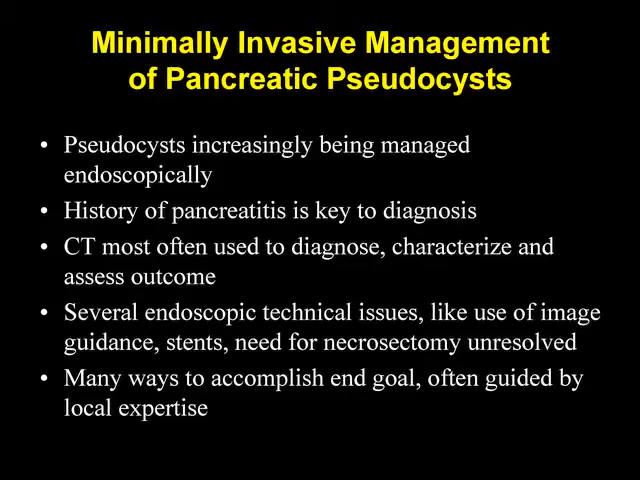 Minimally Invasive Management
of Pancreatic Pseudocysts
• Pseudocysts increasingly being managed
endoscopically
• History of pancreatitis is key to diagnosis
• CT most often used to diagnose, characterize and
assess outcome
• Several endoscopic technical issues, like use of image
guidance, stents, need for necrosectomy unresolved
• Many ways to accomplish end goal, often guided by
local expertise